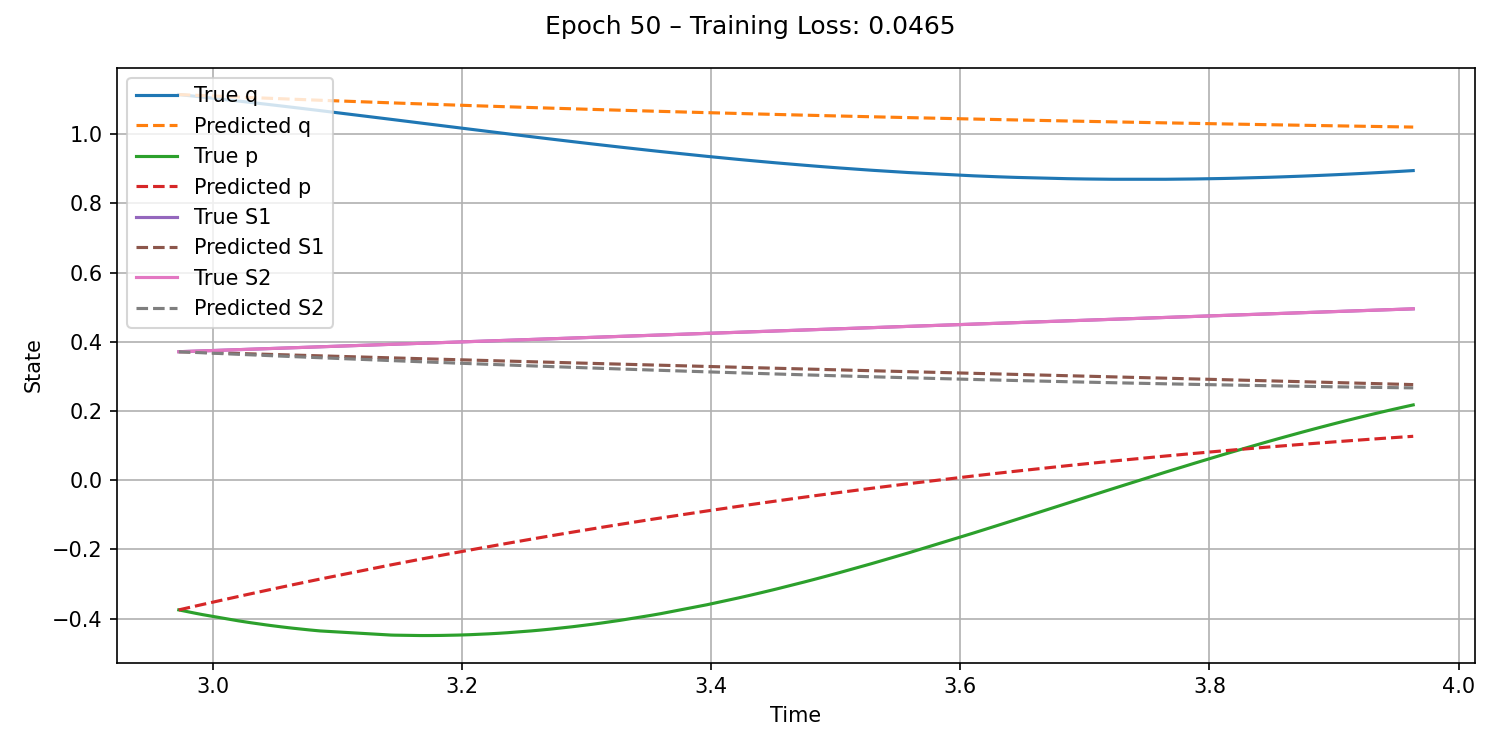 Epoch 50 – Training Loss: 0.0465
True q
Predicted q
True p
Predicted p
True S1
Predicted S1
True S2
Predicted S2
State
1.0
0.8
0.6
0.4
0.2
0.0
−0.2
−0.4
3.0 3.2 3.4 3.6 3.8 4.0
Time